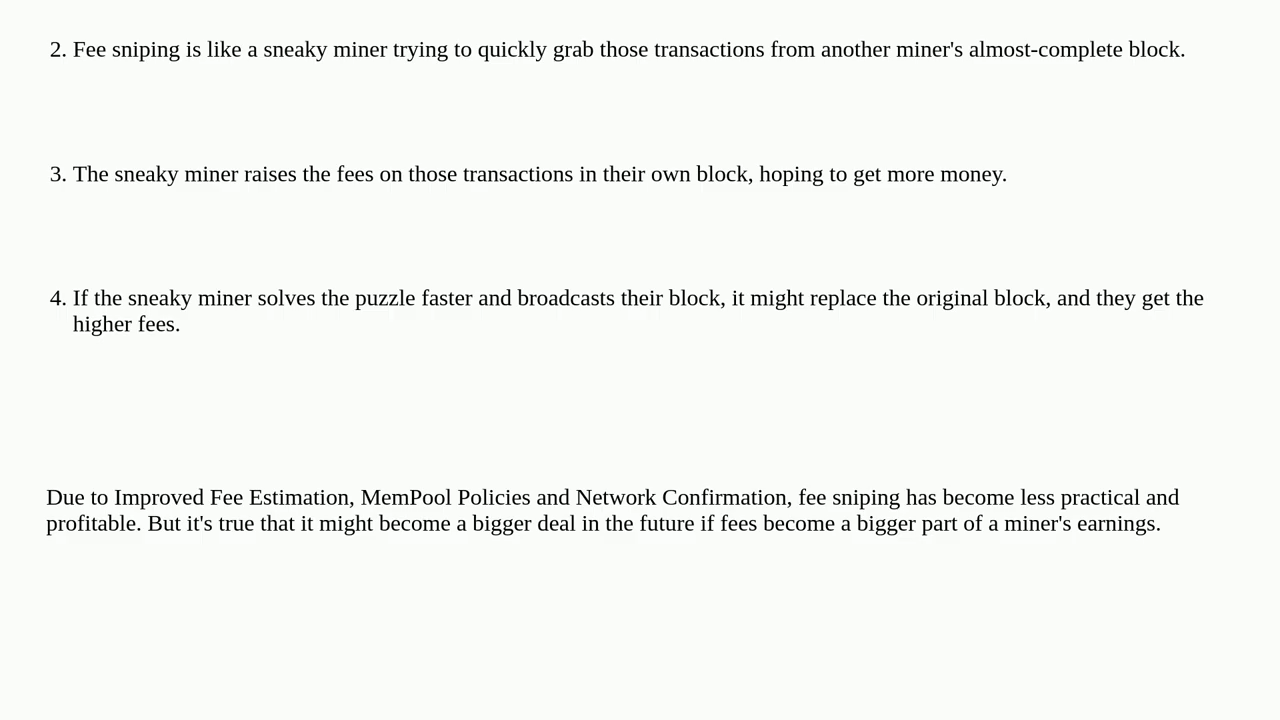 2. Fee sniping is like a sneaky miner trying to quickly grab those transactions from another miner's almost-complete block.
3. The sneaky miner raises the fees on those transactions in their own block, hoping to get more money.
4. If the sneaky miner solves the puzzle faster and broadcasts their block, it might replace the original block, and they get the
higher fees.
Due to Improved Fee Estimation, MemPool Policies and Network Confirmation, fee sniping has become less practical and
profitable. But it's true that it might become a bigger deal in the future if fees become a bigger part of a miner's earnings.